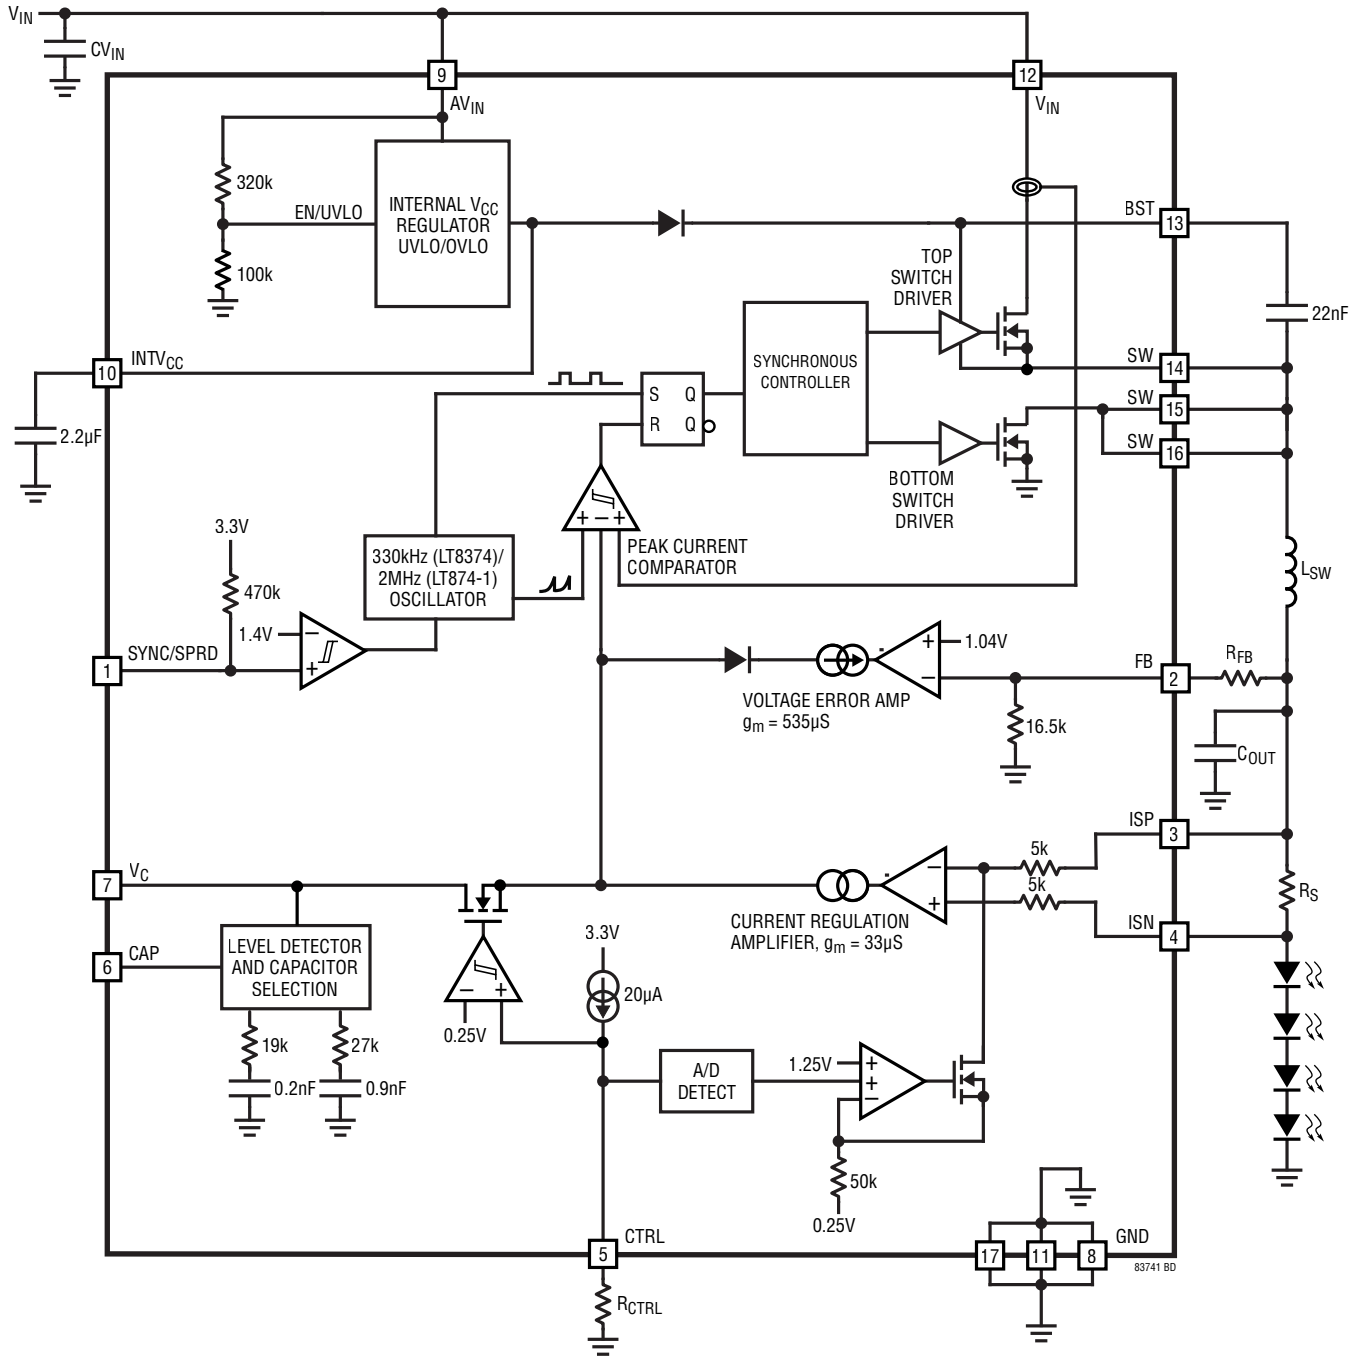 VIN
CVIN
9
12
AVIN
VIN
320k
EN/UVLO
100k
INTERNAL VCC
REGULATOR
UVLO/OVLO
BST
13
22nF
TOP
SWITCH
DRIVER
10
INTVCC
2.2µF
S Q
R Q
SYNCHRONOUS
CONTROLLER
SW
14
SW
15
SW
16
BOTTOM
SWITCH
DRIVER
+ − +
PEAK CURRENT
COMPARATOR
LSW
3.3V
470k
1.4V
−
+
1
SYNC/SPRD
330kHz (LT8374)/
2MHz (LT874-1)
OSCILLATOR
+
−
1.04V
VOLTAGE ERROR AMP
gm = 535µS
FB
2
RFB
16.5k
COUT
7
VC
6
CAP
LEVEL DETECTOR
AND CAPACITOR
SELECTION
19k
27k
0.2nF
0.9nF
− +
0.25V
3.3V
20µA
CURRENT REGULATION
AMPLIFIER, gm = 33µS
−
+
5k
5k
ISP
3
ISN
4
RS
A/D
DETECT
1.25V
+
+
−
50k
0.25V
5
CTRL
RCTRL
17
11
8
GND
83741 BD